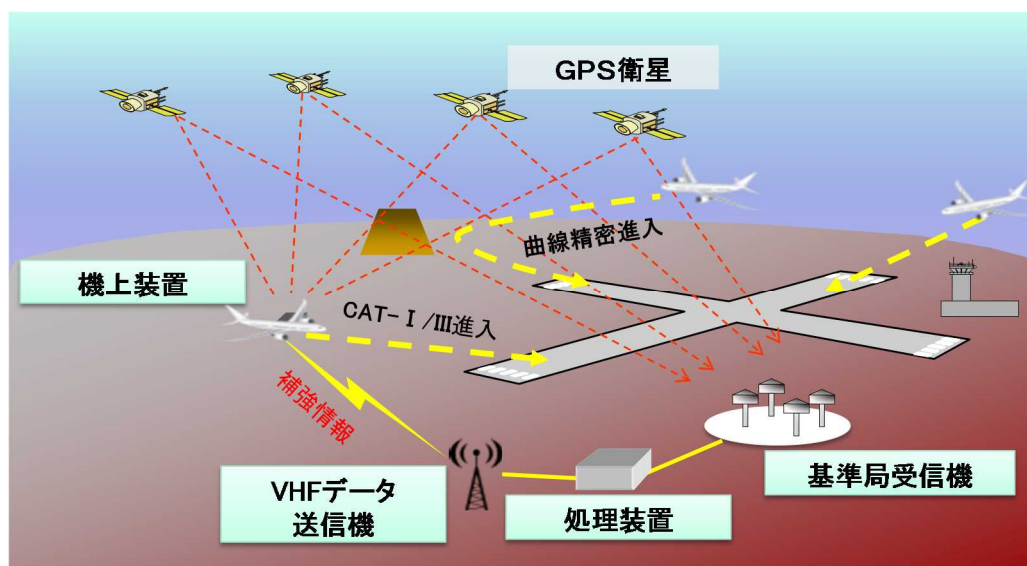 GPS衛星
曲線精密進入
機上装置
CAT-Ⅰ/Ⅲ進入
補強情報
基準局受信機
VHFデータ
送信機
処理装置